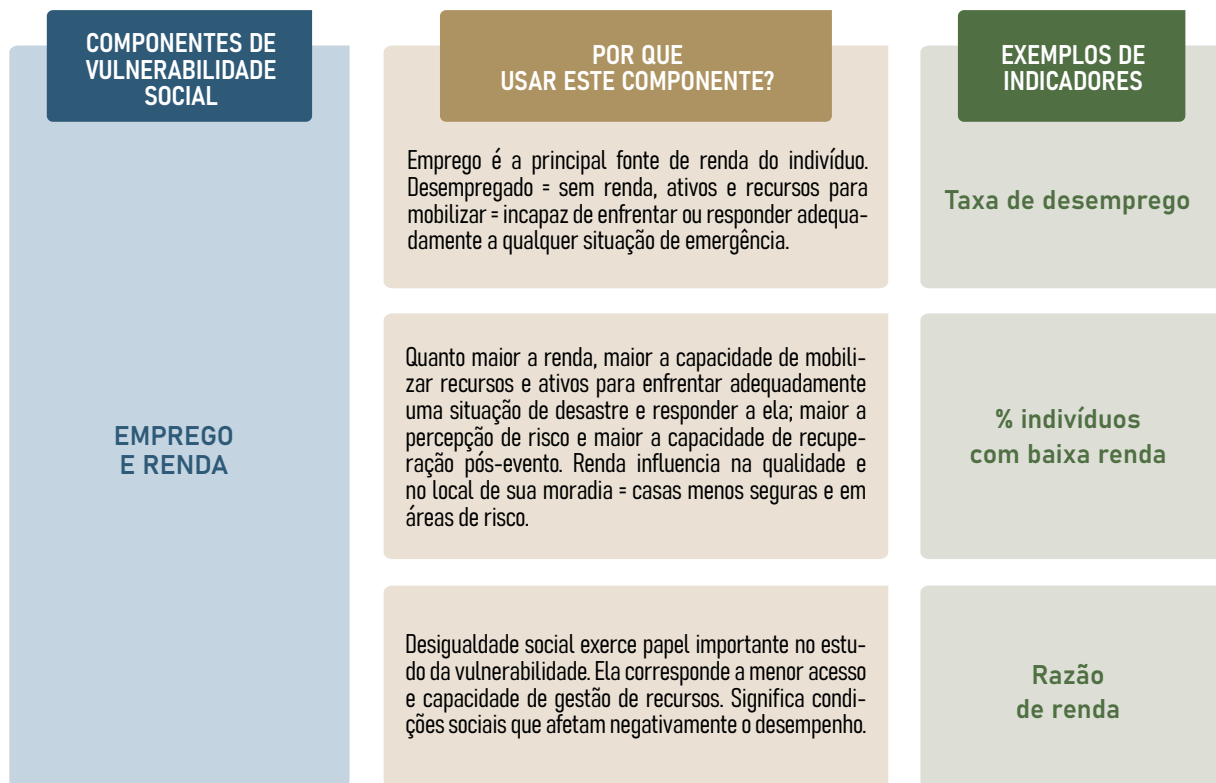 COMPONENTES DE
VULNERABILIDADE
SOCIAL
POR QUE
USAR ESTE COMPONENTE?
EXEMPLOS DE
INDICADORES
EMPREGO
E RENDA
Emprego é a principal fonte de renda do indivíduo.
Desempregado = sem renda, ativos e recursos para
mobilizar = incapaz de enfrentar ou responder adequa-
damente a qualquer situação de emergência.
Taxa de desemprego
Quanto maior a renda, maior a capacidade de mobili-
zar recursos e ativos para enfrentar adequadamente
uma situação de desastre e responder a ela; maior a
percepção de risco e maior a capacidade de recupe-
ração pós-evento. Renda influencia na qualidade e
no local de sua moradia = casas menos seguras e em
áreas de risco.
% indivíduos
com baixa renda
Desigualdade social exerce papel importante no estu-
do da vulnerabilidade. Ela corresponde a menor acesso
e capacidade de gestão de recursos. Significa condi-
ções sociais que afetam negativamente o desempenho.
Razão
de renda